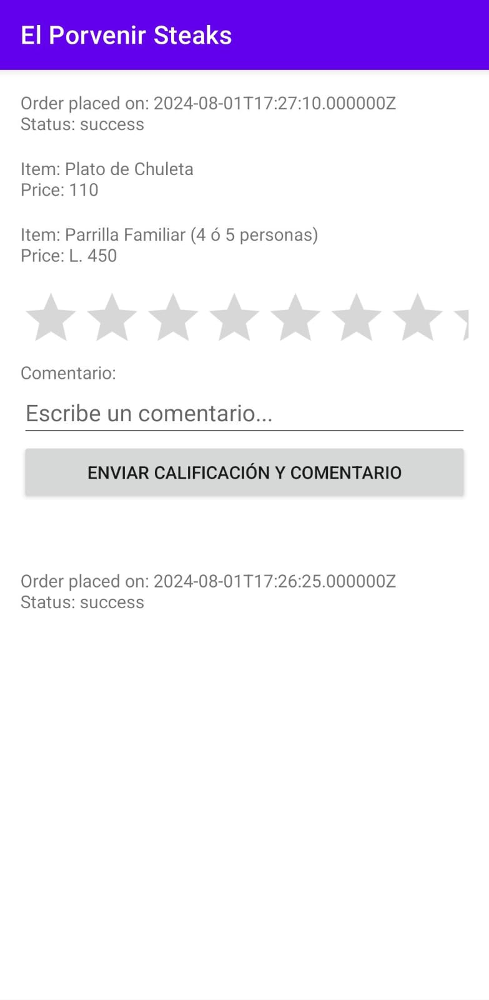 El Porvenir Steaks
Order placed on: 2024-08-01T17:27:10.000000Z
Status: success
Item: Plato de Chuleta
Price: 110
Item: Parrilla Familiar (4 ó 5 personas)
Price: L. 450
Comentario:
Escribe un comentario...
ENVIAR CALIFICACIÓN Y COMENTARIO
Order placed on: 2024-08-01T17:26:25.000000Z
Status: success